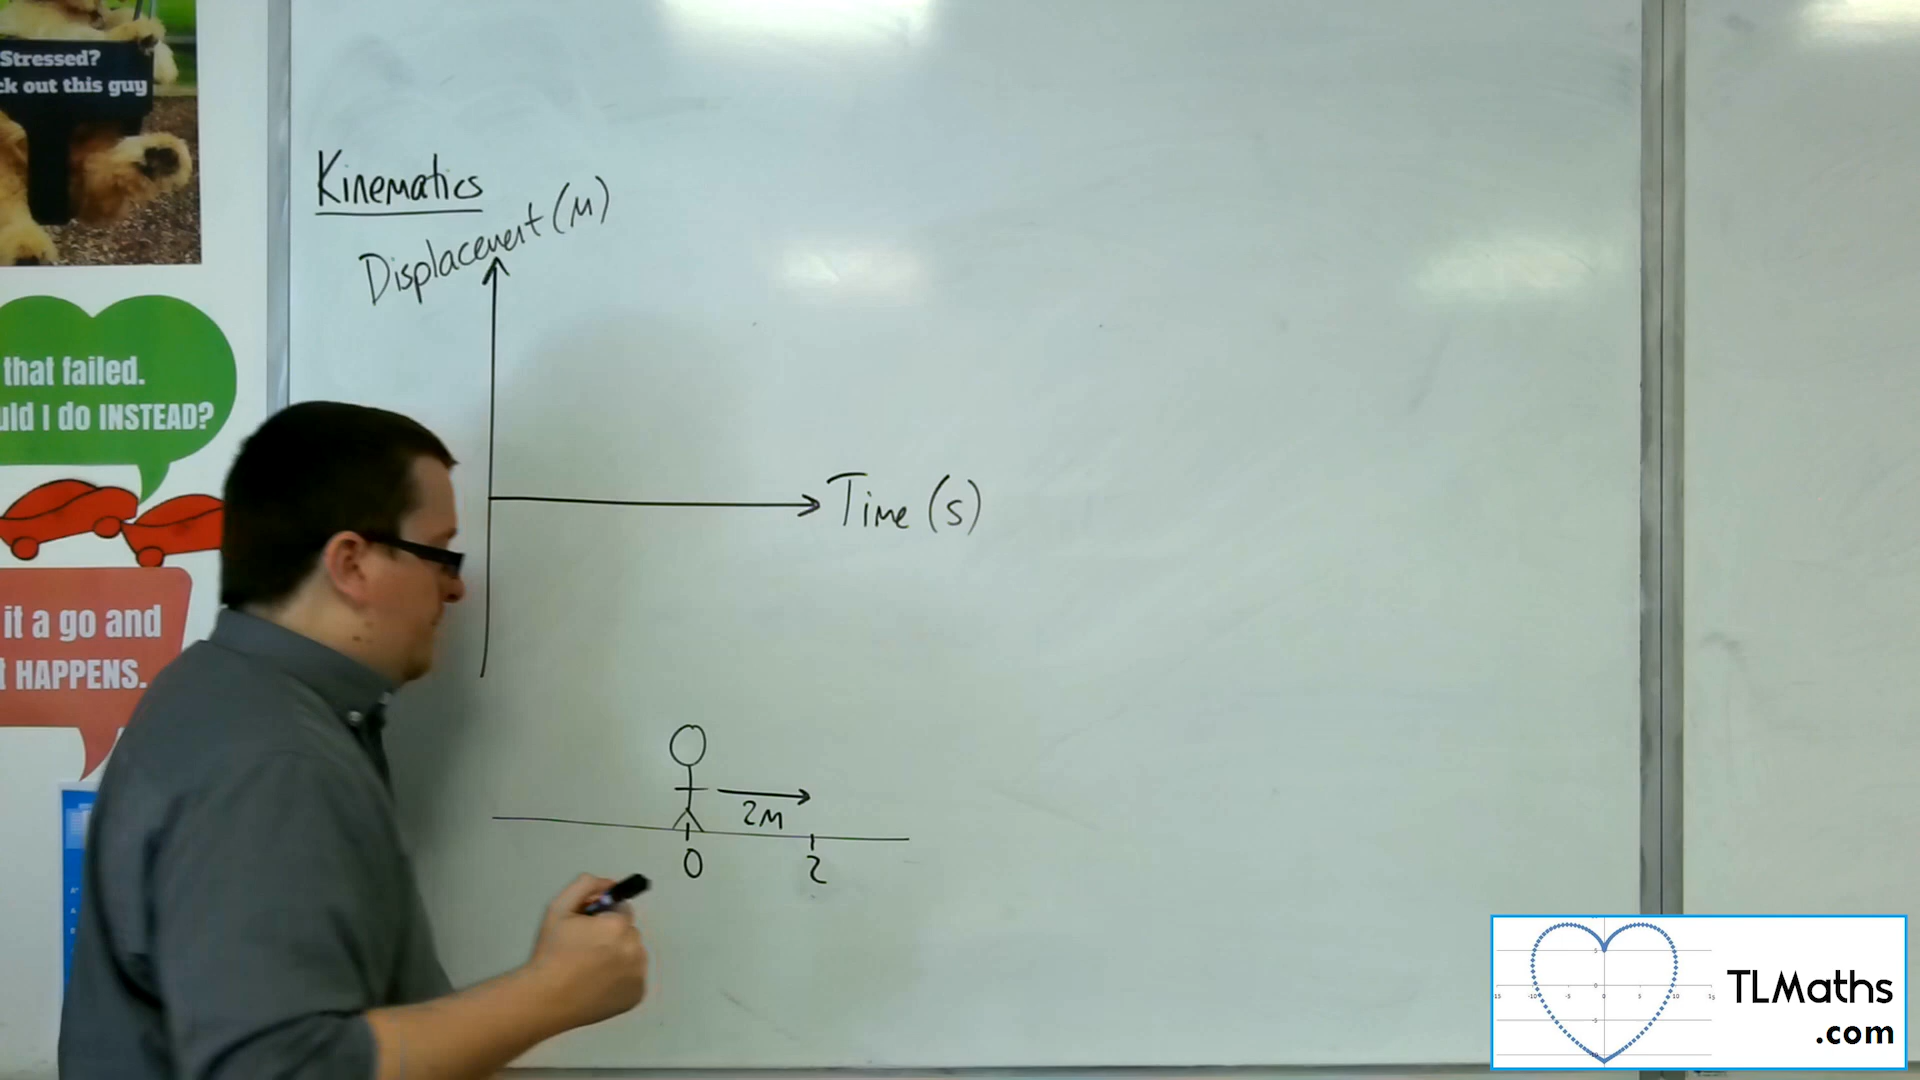 Stressed?
ck out this guy
that failed.
uld I do INSTEAD?
it a go and
t HAPPENS.
Kinematics
Displacement (m)
Time (s)
2m
0
2
TLMaths
.com